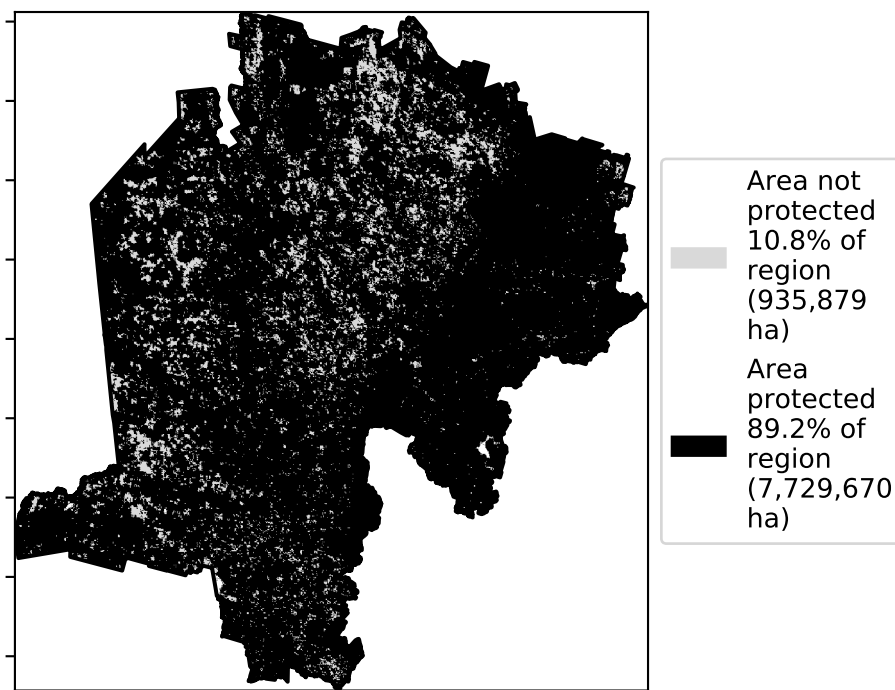 Area not
protected
10.8% of
region
(935,879
ha)
Area
protected
89.2% of
region
(7,729,670
ha)